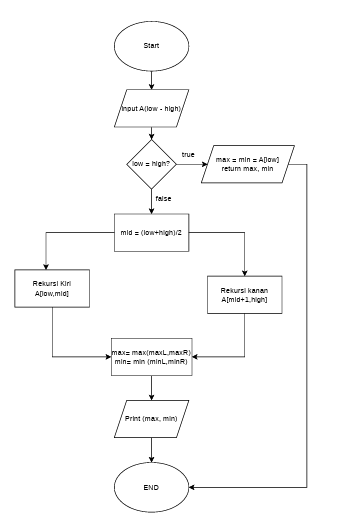 Start
input A(low - high)
low = high?
true
max = min = A[low]
return max, min
false
mid = (low+high)/2
Rekursi Kiri
A[low,mid]
Rekursi kanan
A[mid+1,high]
max= max(maxL,maxR)
min= min (minL,minR)
Print (max, min)
END